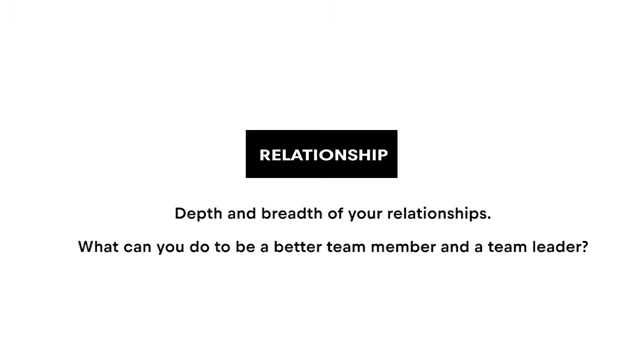 RELATIONSHIP
Depth and breadth of your relationships.
What can you do to be a better team member and a team leader?